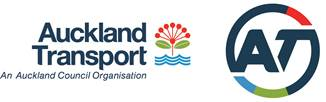 Auckland
Transport
An Auckland Council Organisation
AT